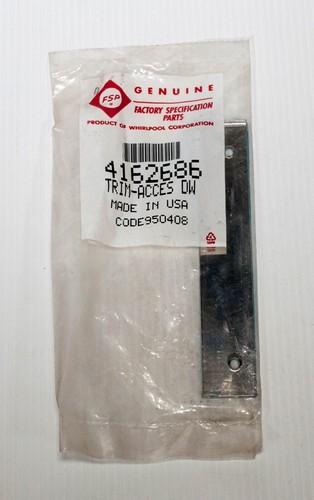 FSP
GENUINE
FACTORY SPECIFICATION
PARTS
PRODUCT OF WHIRLPOOL CORPORATION
4162686
TRIM-ACCES DW
MADE IN USA
CODE950408